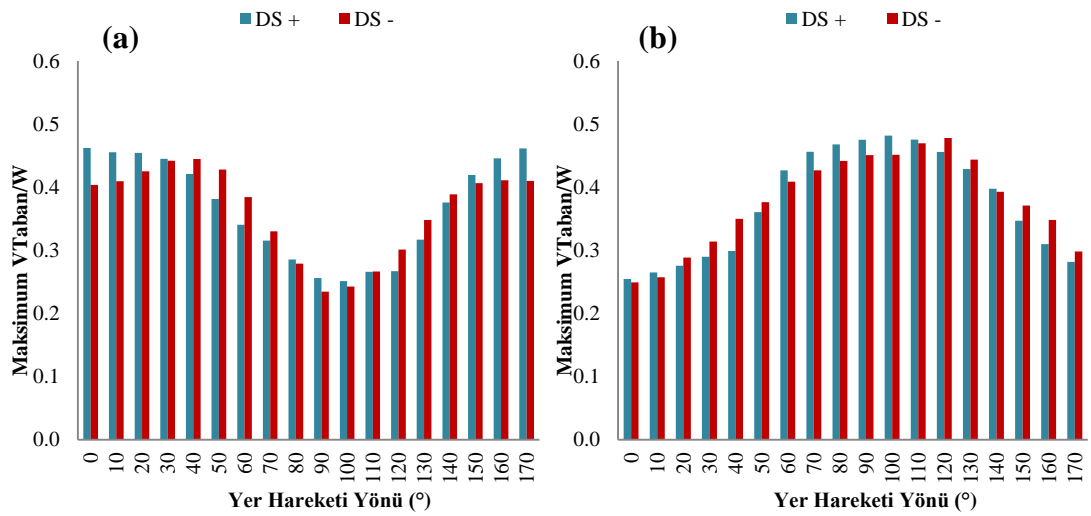 DS +
DS -
(a)
Maksimum VTaban/W
0.6
0.5
0.4
0.3
0.2
0.1
0.0
0 10 20 30 40 50 60 70 80 90 100 110 120 130 140 150 160 170
Yer Hareketi Yönü (°)
DS +
DS -
(b)
Maksimum VTaban/W
0.6
0.5
0.4
0.3
0.2
0.1
0.0
0 10 20 30 40 50 60 70 80 90 100 110 120 130 140 150 160 170
Yer Hareketi Yönü (°)